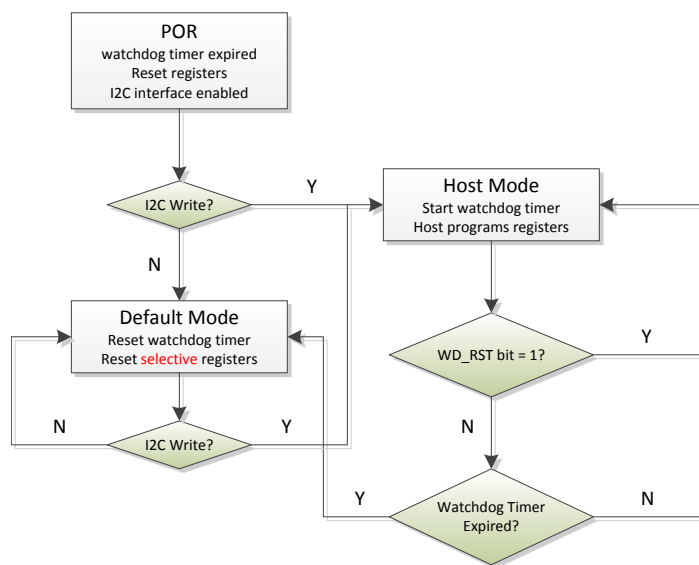 POR
watchdog timer expired
Reset registers
I2C interface enabled
I2C Write?
Y
N
Host Mode
Start watchdog timer
Host programs registers
Default Mode
Reset watchdog timer
Reset selective registers
WD_RST bit = 1?
Y
N
I2C Write?
N
Y
Watchdog Timer
Expired?
Y
N